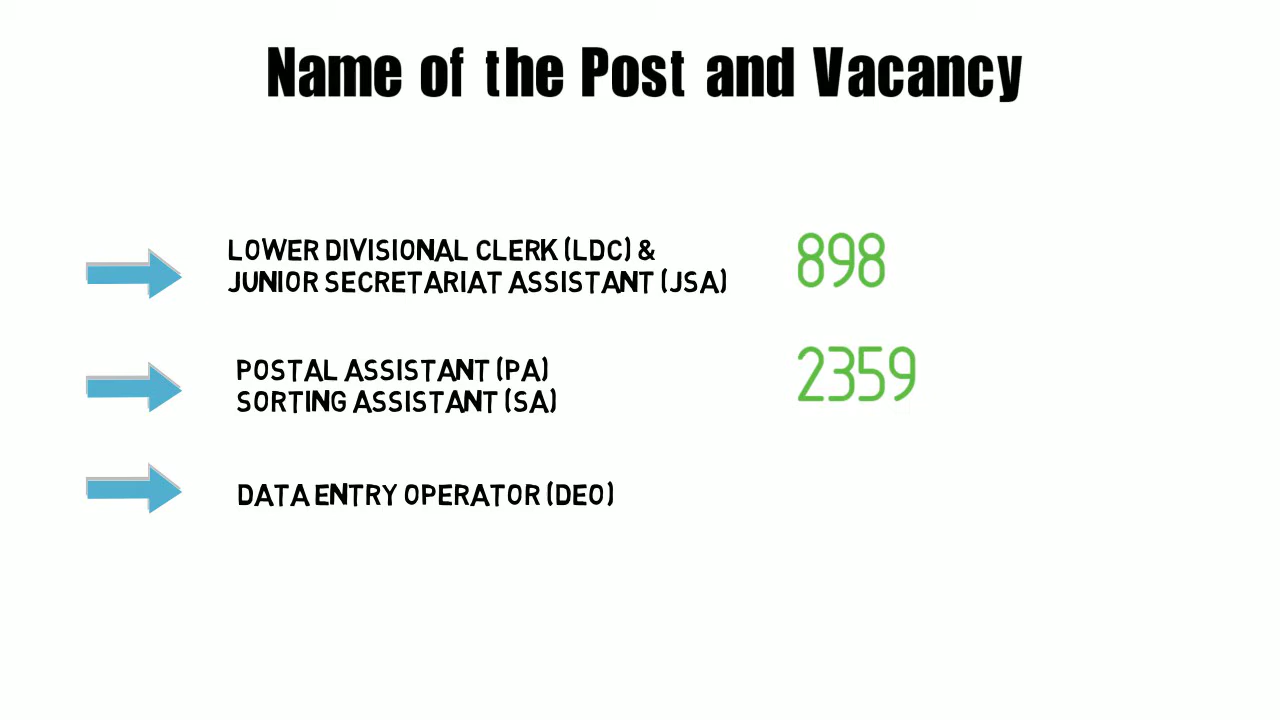 Name of the Post and Vacancy
LOWER DIVISIONAL CLERK (LDC) &
JUNIOR SECRETARIAT ASSISTANT (JSA)
898
POSTAL ASSISTANT (PA)
SORTING ASSISTANT (SA)
2359
DATA ENTRY OPERATOR (DEO)